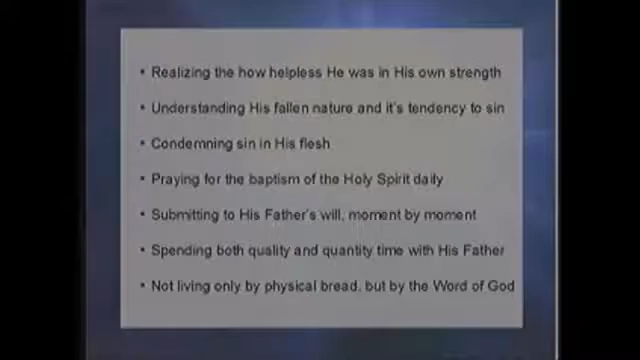 • Realizing the how helpless He was in His own strength
• Understanding His fallen nature and it's tendency to sin
• Condemning sin in His flesh
• Praying for the baptism of the Holy Spirit daily
• Submitting to His Father's will, moment by moment
• Spending both quality and quantity time with His Father
• Not living only by physical bread, but by the Word of God